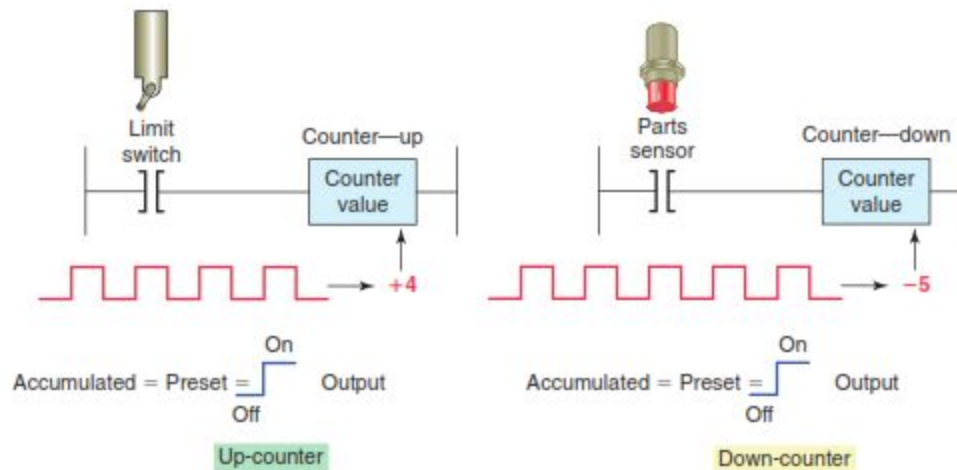 Limit
switch
Counter—up
Counter
value
+4
On
Accumulated = Preset =
Output
Off
Up-counter
Parts
sensor
Counter—down
Counter
value
−5
On
Accumulated = Preset =
Output
Off
Down-counter